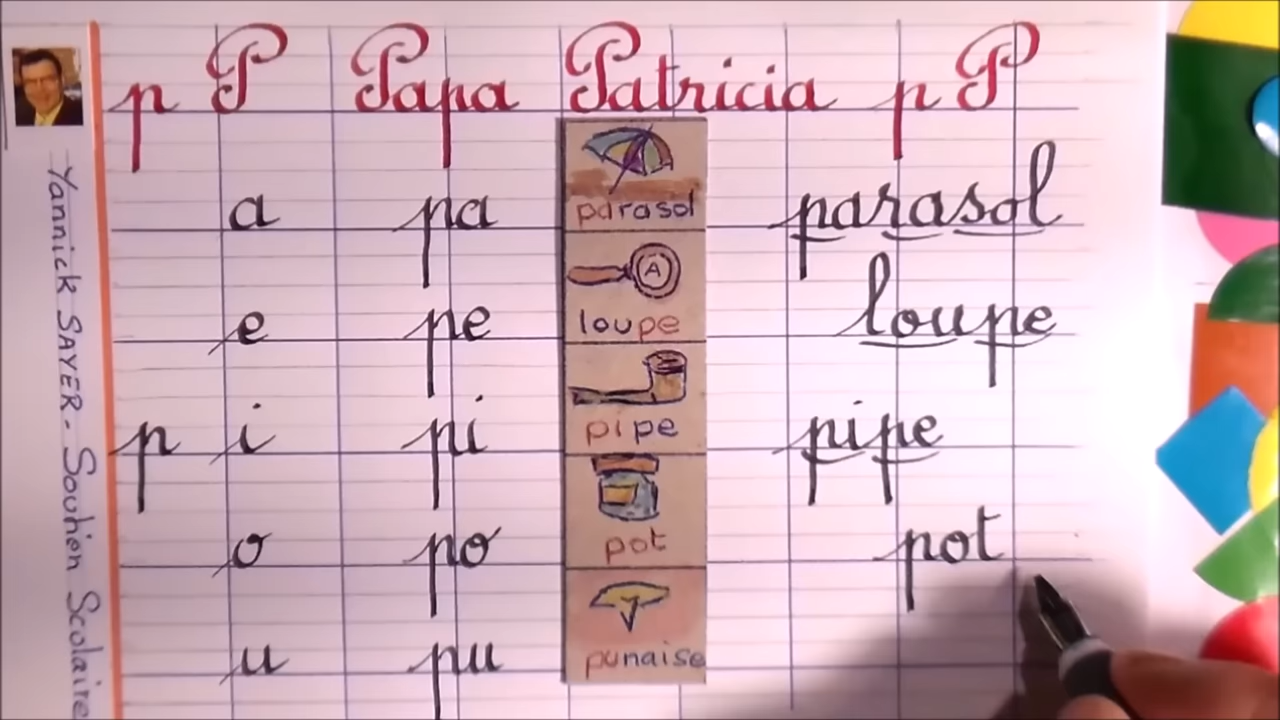 p P Papa Patricia p P
a pa parasol parasol
e pe loupe loupe
p i pi pipe pipe
o po pot pot
u pu punaise
A
Yannick SAYER - Soutien Scolaire